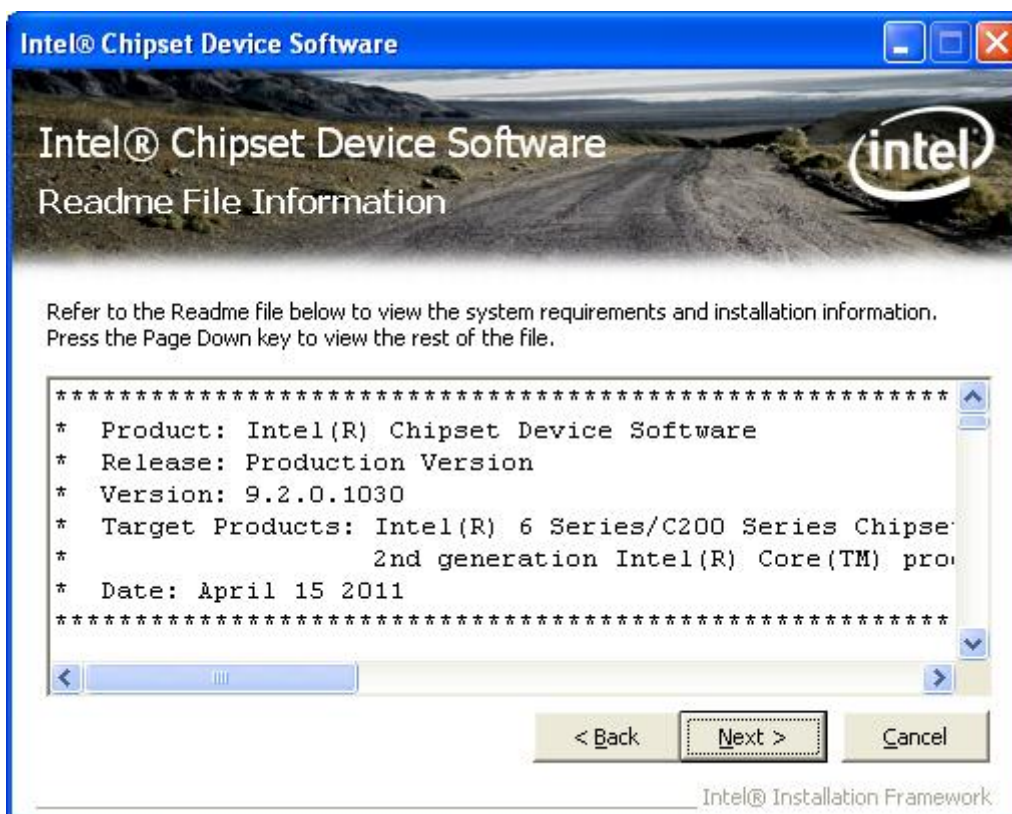 Intel® Chipset Device Software
Intel® Chipset Device Software
intel
Readme File Information
Refer to the Readme file below to view the system requirements and installation information.
Press the Page Down key to view the rest of the file.
*********************************************************
* Product: Intel(R) Chipset Device Software
* Release: Production Version
* Version: 9.2.0.1030
* Target Products: Intel(R) 6 Series/C200 Series
* 2nd generation Intel(R) Core(TM)
* Date: April 15 2011
*********************************************************
< Back Next > Cancel
Intel® Installation Framework